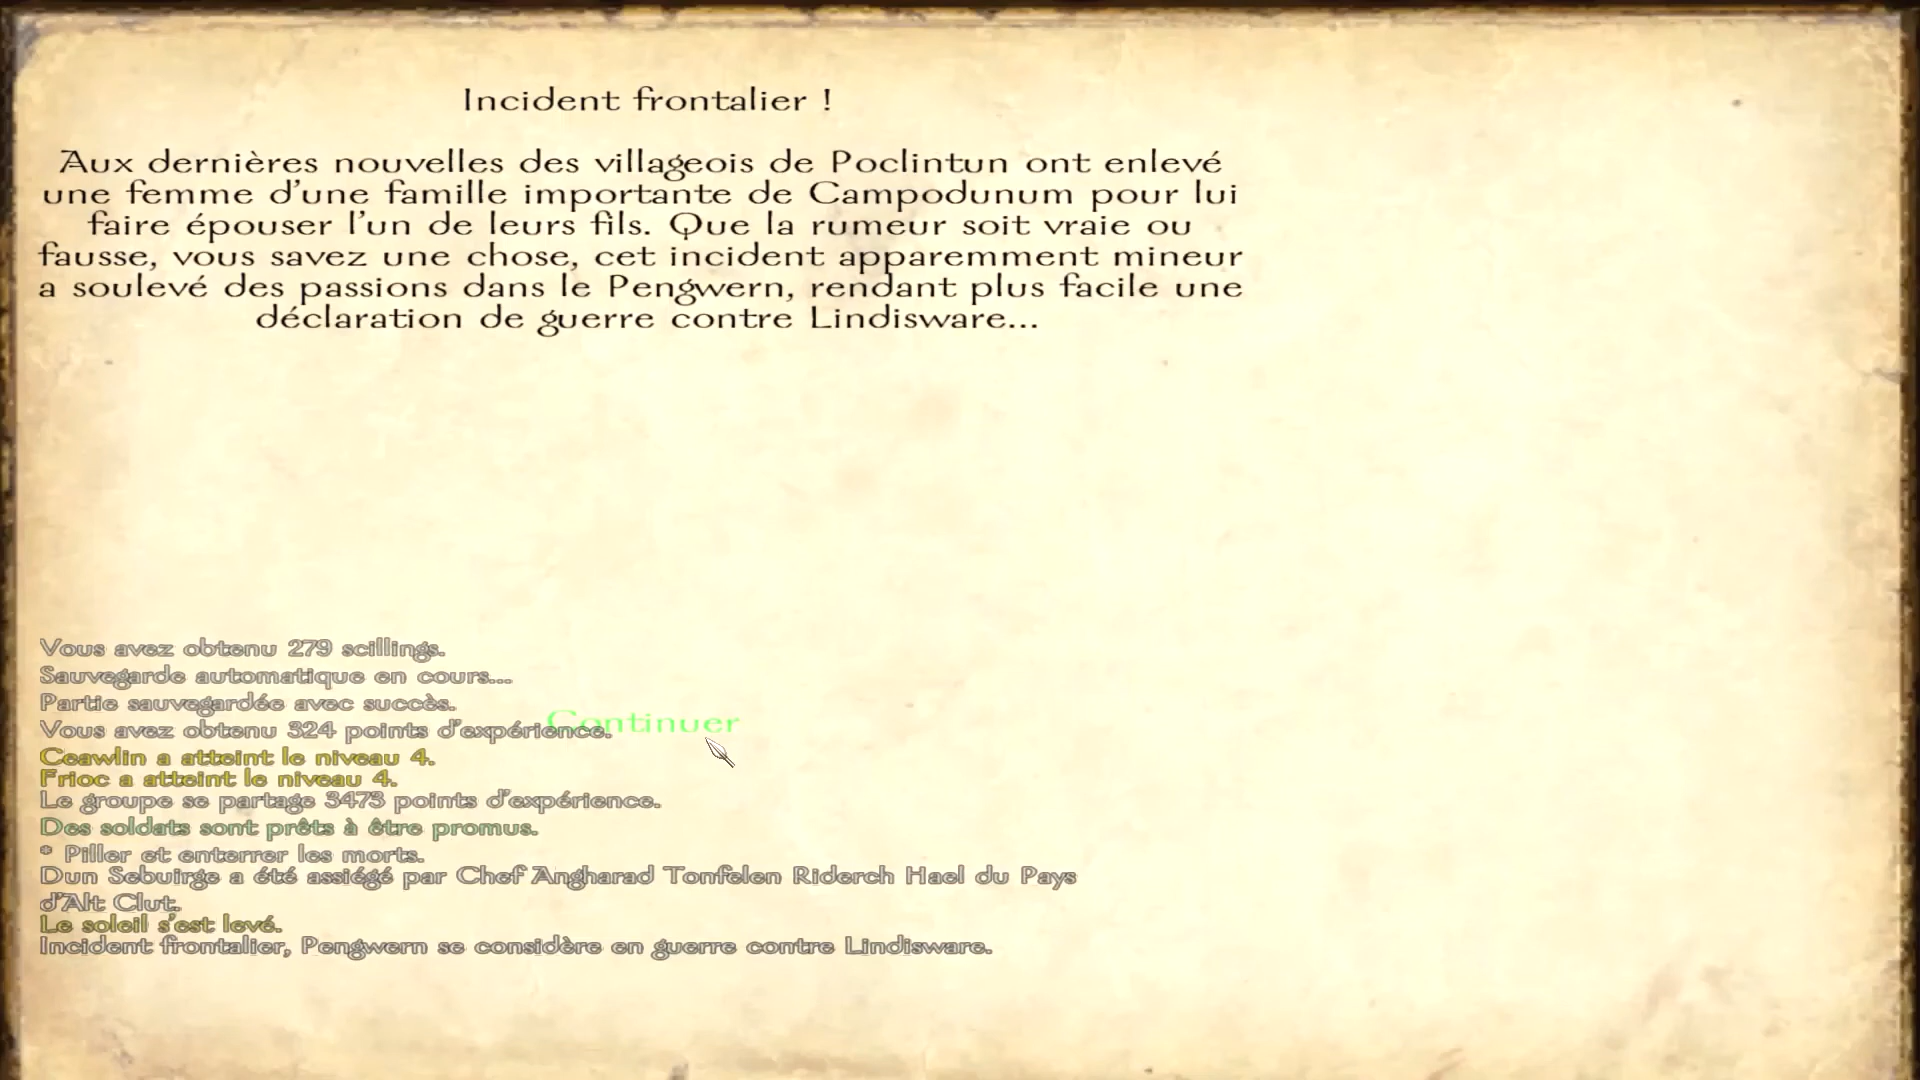 Incident frontalier !
Aux dernières nouvelles des villageois de Poclintun ont enlevé
une femme d'une famille importante de Campodunum pour lui
faire épouser l'un de leurs fils. Que la rumeur soit vraie ou
fausse, vous savez une chose, cet incident apparemment mineur
a soulevé des passions dans le Pengwern, rendant plus facile une
déclaration de guerre contre Lindisware...
Vous avez obtenu 279 scillings.
Sauvegarde automatique en cours...
Partie sauvegardée avec succès.
Continuer
Vous avez obtenu 324 points d'expérience.
Ceawlin a atteint le niveau 4.
Frioc a atteint le niveau 4.
Le groupe se partage 3473 points d'expérience.
Des soldats sont prêts à être promus.
* Piller et enterrer les morts.
Dun Sebuirge a été assiégé par Chef Angharad Tonfelen Riderch Hael du Pays
d'Alt Clut.
Le soleil s'est levé.
Incident frontalier, Pengwern se considère en guerre contre Lindisware.